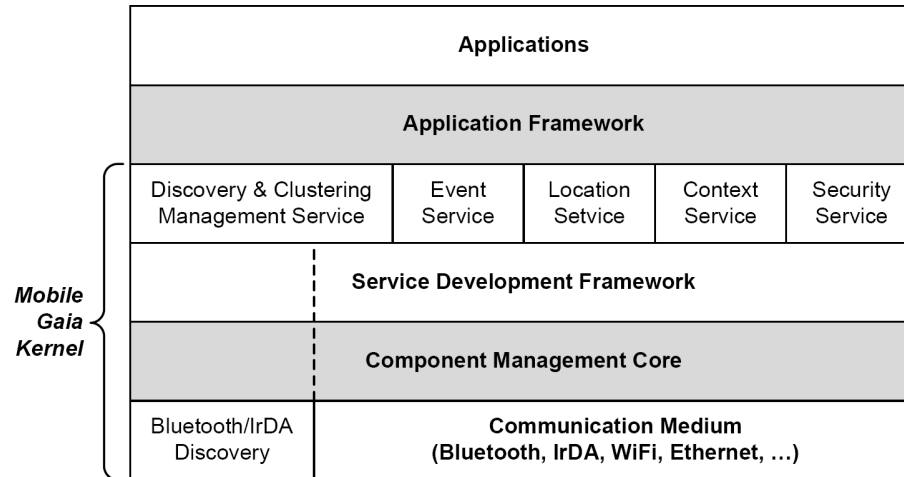 Applications
Application Framework
Discovery & Clustering
Management Service
Event
Service
Location
Setvice
Context
Service
Security
Service
Service Development Framework
Mobile
Gaia
Kernel
Component Management Core
Bluetooth/IrDA
Discovery
Communication Medium
(Bluetooth, IrDA, WiFi, Ethernet, ...)